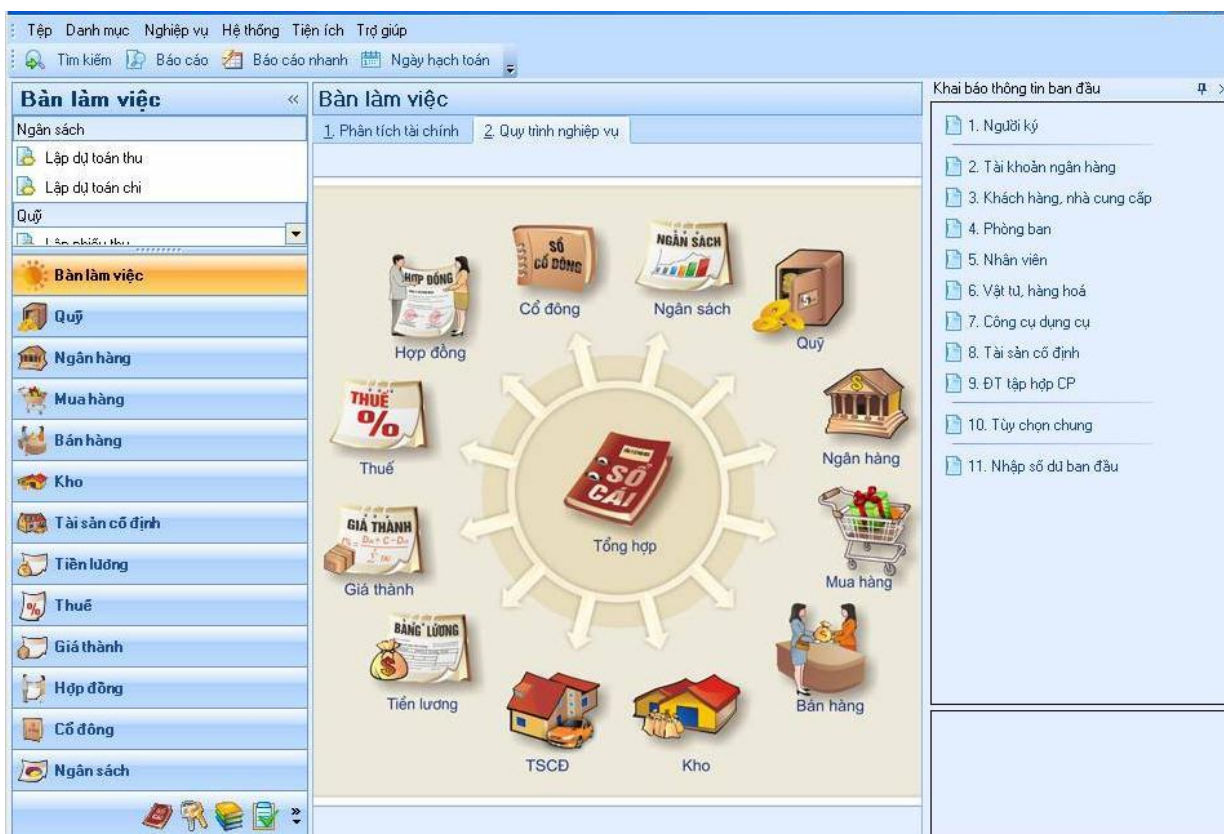 Tệp Danh mục Nghiệp vụ Hệ thống Tiện ích Trợ giúp
Tìm kiếm Báo cáo Báo cáo nhanh Ngày hạch toán
Bàn làm việc
Ngân sách
Lập dự toán thu
Lập dự toán chi
Quỹ
Lập phiếu thu
Bàn làm việc
Quỹ
Ngân hàng
Mua hàng
Bán hàng
Kho
Tài sản cố định
Tiền lương
Thuế
Giá thành
Hợp đồng
Cổ đông
Ngân sách
Bàn làm việc
1. Phân tích tài chính 2. Quy trình nghiệp vụ
SỔ CỔ ĐÔNG
Cổ đông
NGÂN SÁCH
Ngân sách
HỢP ĐỒNG
Hợp đồng
Quỹ
THUẾ
%
Thuế
Ngân hàng
SỔ CÁI
Tổng hợp
GIÁ THÀNH
Giá thành
Mua hàng
BẢNG LƯƠNG
Tiền lương
Bán hàng
TSCĐ
Kho
Khai báo thông tin ban đầu
1. Người ký
2. Tài khoản ngân hàng
3. Khách hàng, nhà cung cấp
4. Phòng ban
5. Nhân viên
6. Vật tư, hàng hoá
7. Công cụ dụng cụ
8. Tài sản cố định
9. ĐT tập hợp CP
10. Tùy chọn chung
11. Nhập số dư ban đầu